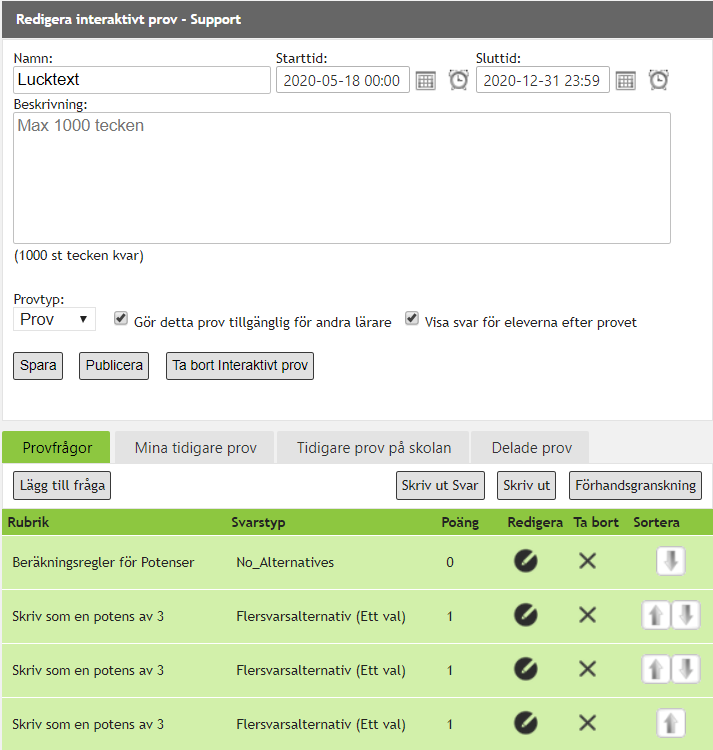 Redigera interaktivt prov - Support
Namn: Starttid: Sluttid:
Lucktext 2020-05-18 00:00 2020-12-31 23:59
Beskrivning:
Max 1000 tecken
(1000 st tecken kvar)
Provtyp:
Prov Gör detta prov tillgänglig för andra lärare Visa svar för eleverna efter provet
Spara Publicera Ta bort Interaktivt prov
Provfrågor Mina tidigare prov Tidigare prov på skolan Delade prov
Lägg till fråga Skriv ut Svar Skriv ut Förhandsgranskning
Rubrik Svarstyp Poäng Redigera Ta bort Sortera
Beräkningsregler för Potenser No_Alternatives 0
Skriv som en potens av 3 Flersvarsalternativ (Ett val) 1
Skriv som en potens av 3 Flersvarsalternativ (Ett val) 1
Skriv som en potens av 3 Flersvarsalternativ (Ett val) 1